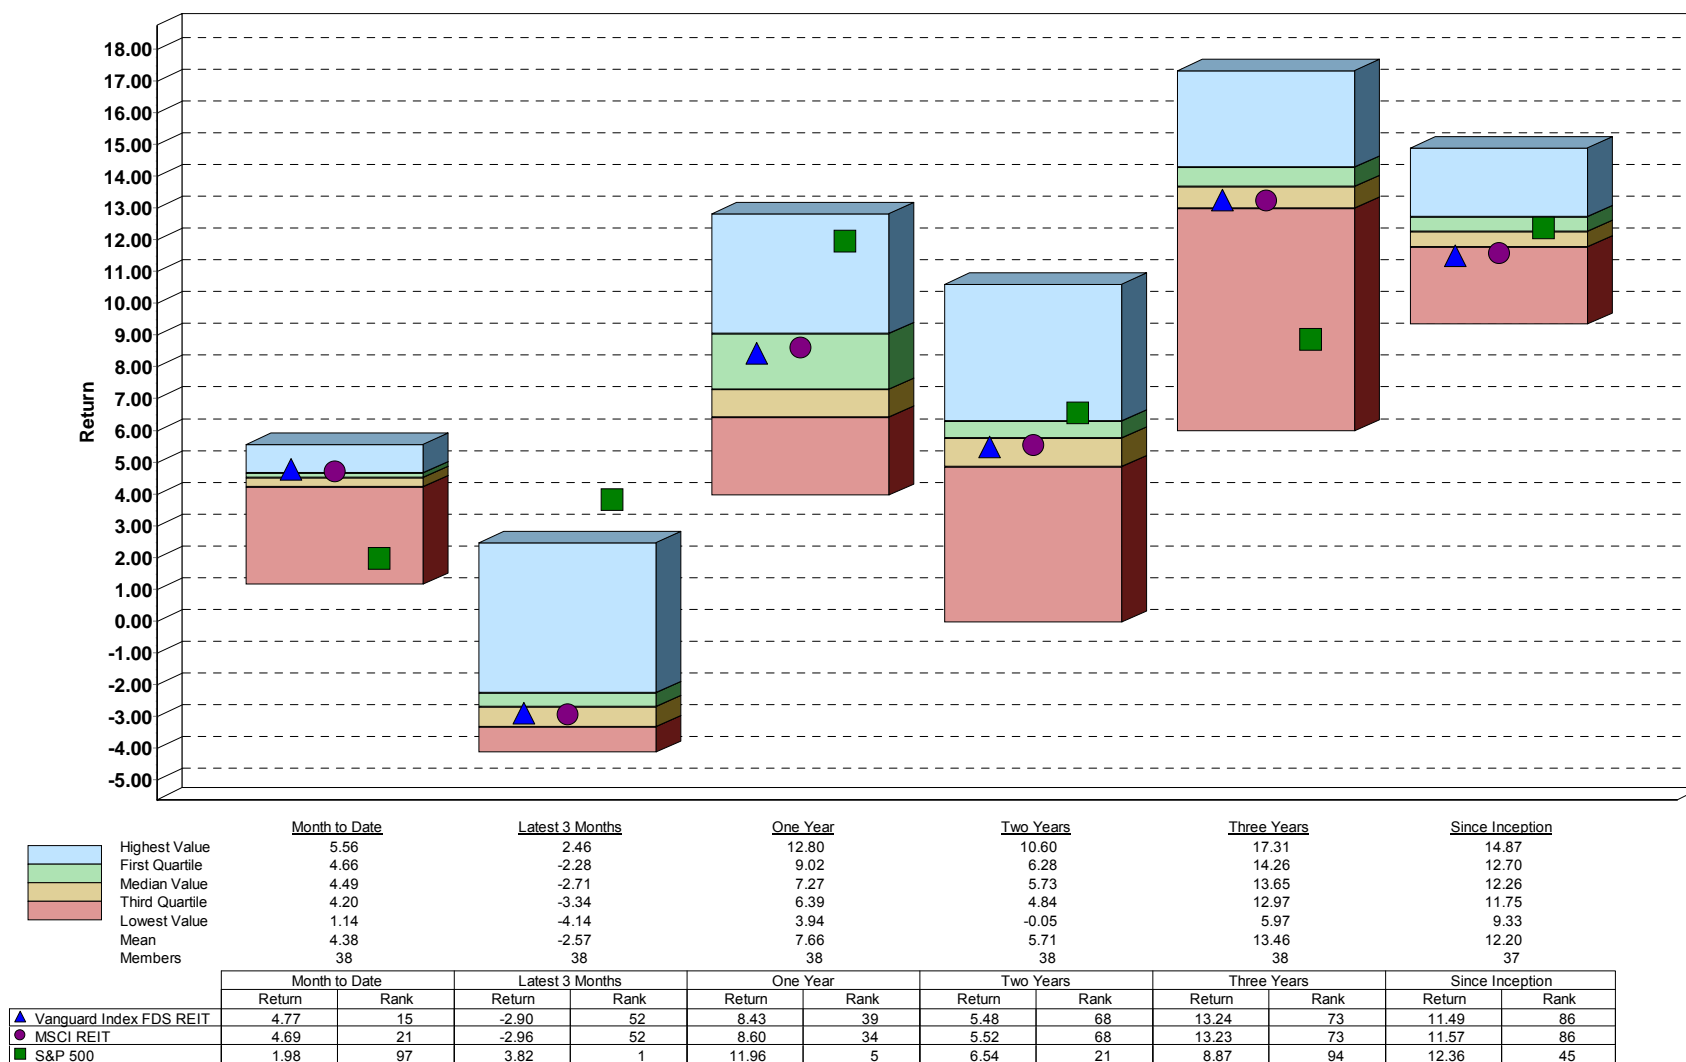 18.00
17.00
16.00
15.00
14.00
13.00
12.00
11.00
10.00
9.00
8.00
7.00
6.00
5.00
4.00
3.00
2.00
1.00
0.00
-1.00
-2.00
-3.00
-4.00
-5.00
Return
Month to Date Latest 3 Months One Year Two Years Three Years Since Inception
Highest Value 5.56 2.46 12.80 10.60 17.31 14.87
First Quartile 4.66 -2.28 9.02 6.28 14.26 12.70
Median Value 4.49 -2.71 7.27 5.73 13.65 12.26
Third Quartile 4.20 -3.34 6.39 4.84 12.97 11.75
Lowest Value 1.14 -4.14 3.94 -0.05 5.97 9.33
Mean 4.38 -2.57 7.66 5.71 13.46 12.20
Members 38 38 38 38 38 37
Month to Date Latest 3 Months One Year Two Years Three Years Since Inception
Return Rank Return Rank Return Rank Return Rank Return Rank Return Rank
Vanguard Index FDS REIT 4.77 15 -2.90 52 8.43 39 5.48 68 13.24 73 11.49 86
MSCI REIT 4.69 21 -2.96 52 8.60 34 5.52 68 13.23 73 11.57 86
S&P 500 1.98 97 3.82 1 11.96 5 6.54 21 8.87 94 12.36 45